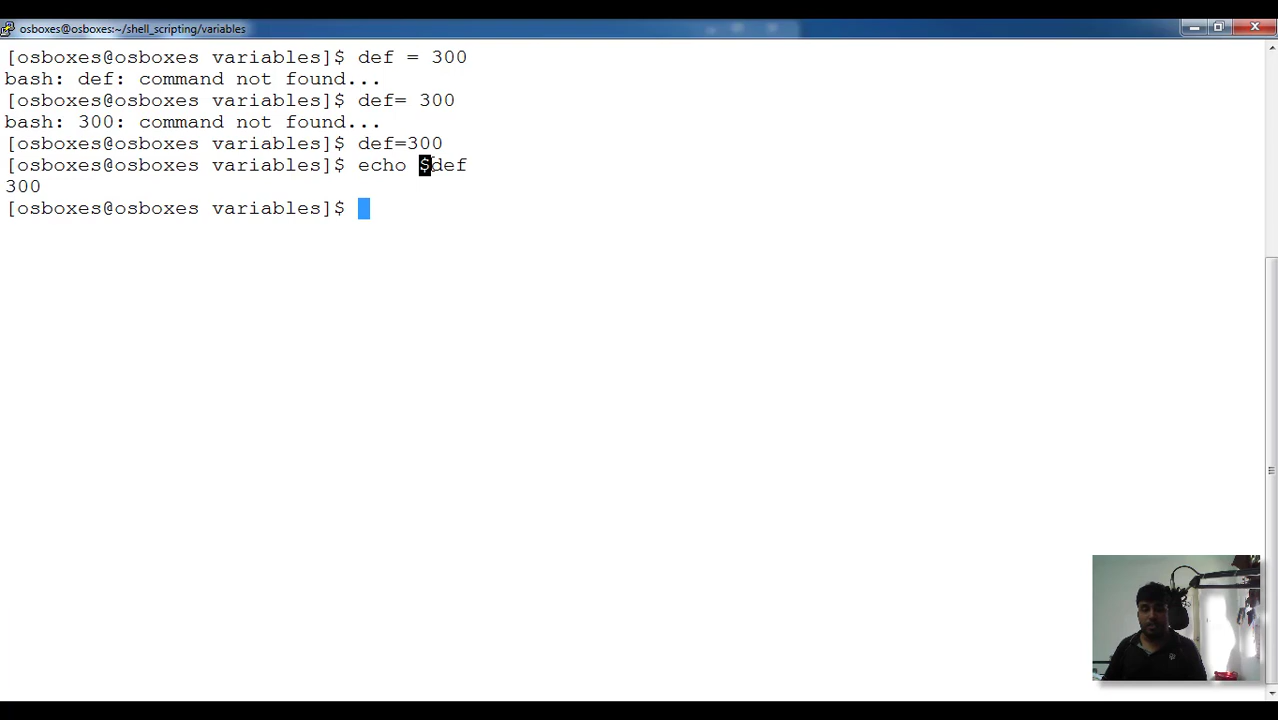 osboxes@osboxes:~/shell_scripting/variables
[osboxes@osboxes variables]$ def = 300
bash: def: command not found...
[osboxes@osboxes variables]$ def= 300
bash: 300: command not found...
[osboxes@osboxes variables]$ def=300
[osboxes@osboxes variables]$ echo $def
300
[osboxes@osboxes variables]$